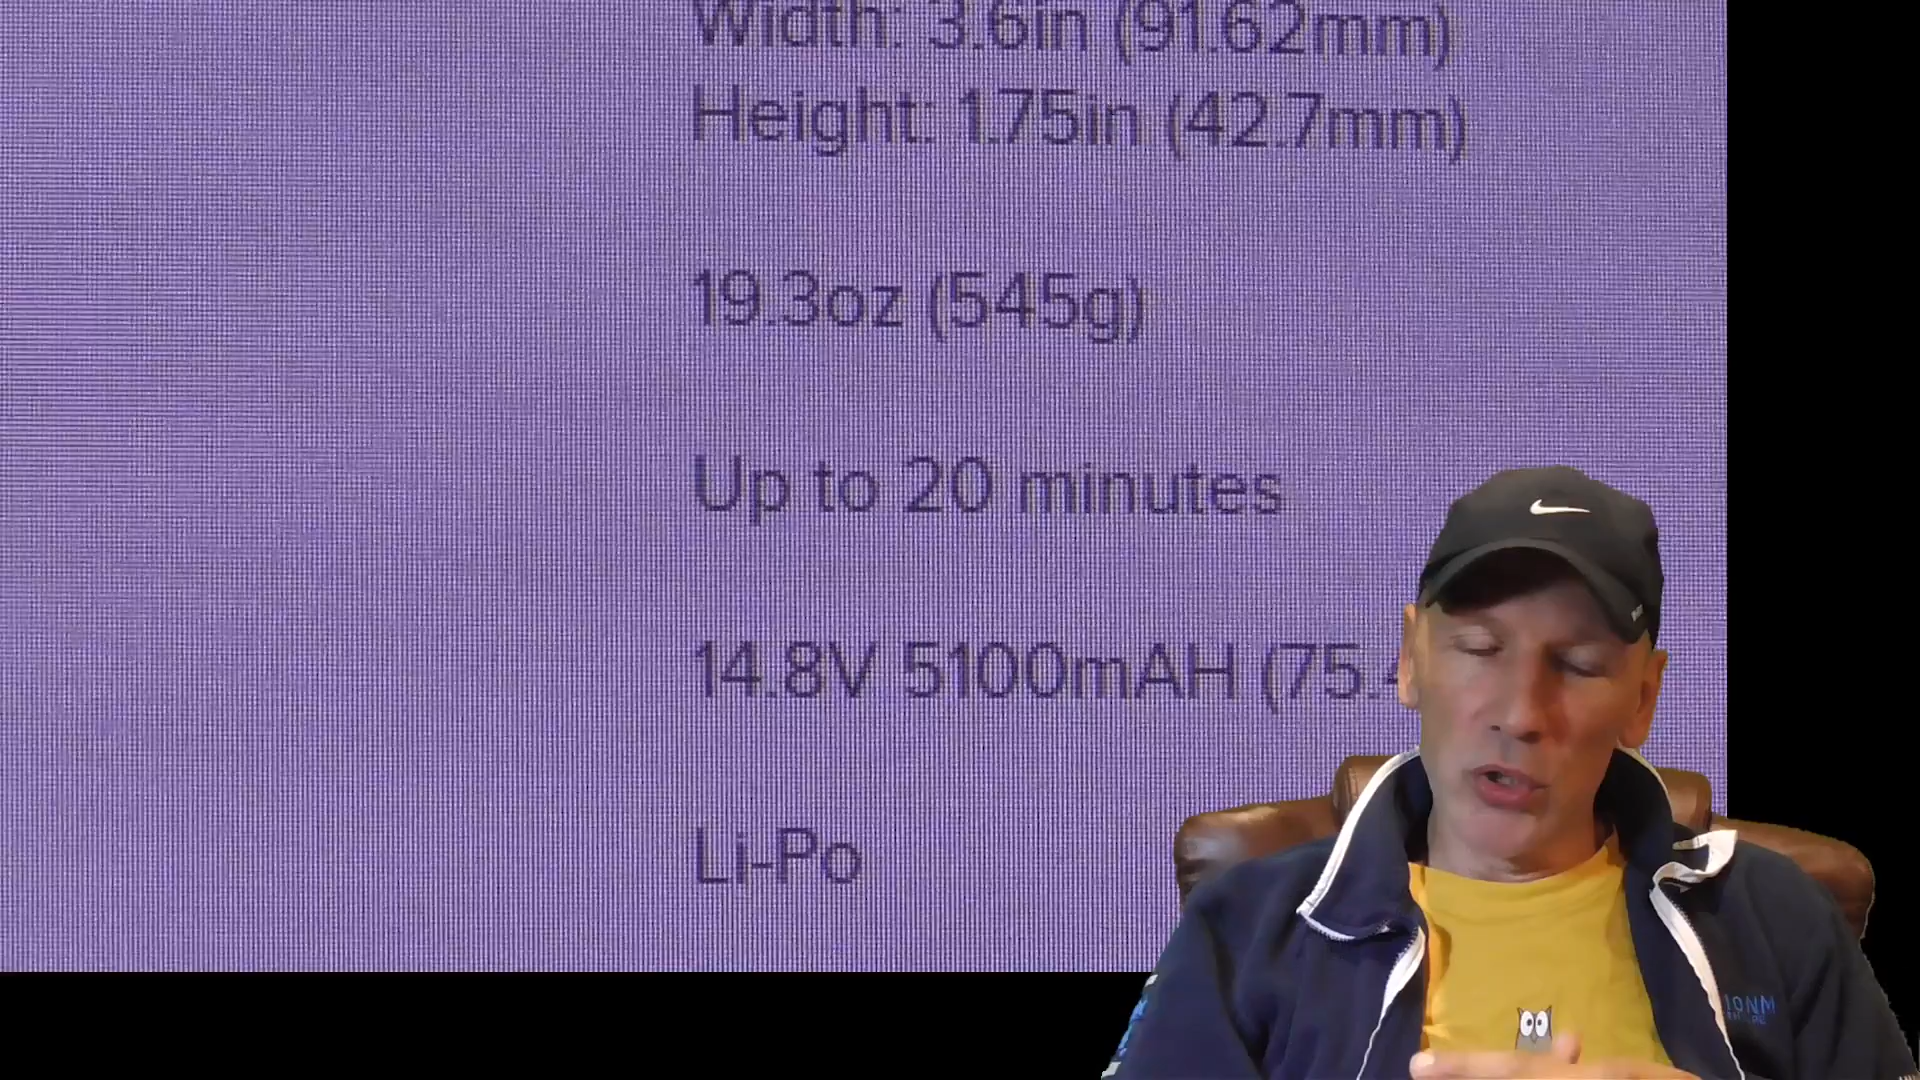 Width: 3.6in (91.62mm)
Height: 1.75in (42.7mm)
19.3oz (545g)
Up to 20 minutes
14.8V 5100mAH (75.4
Li-Po